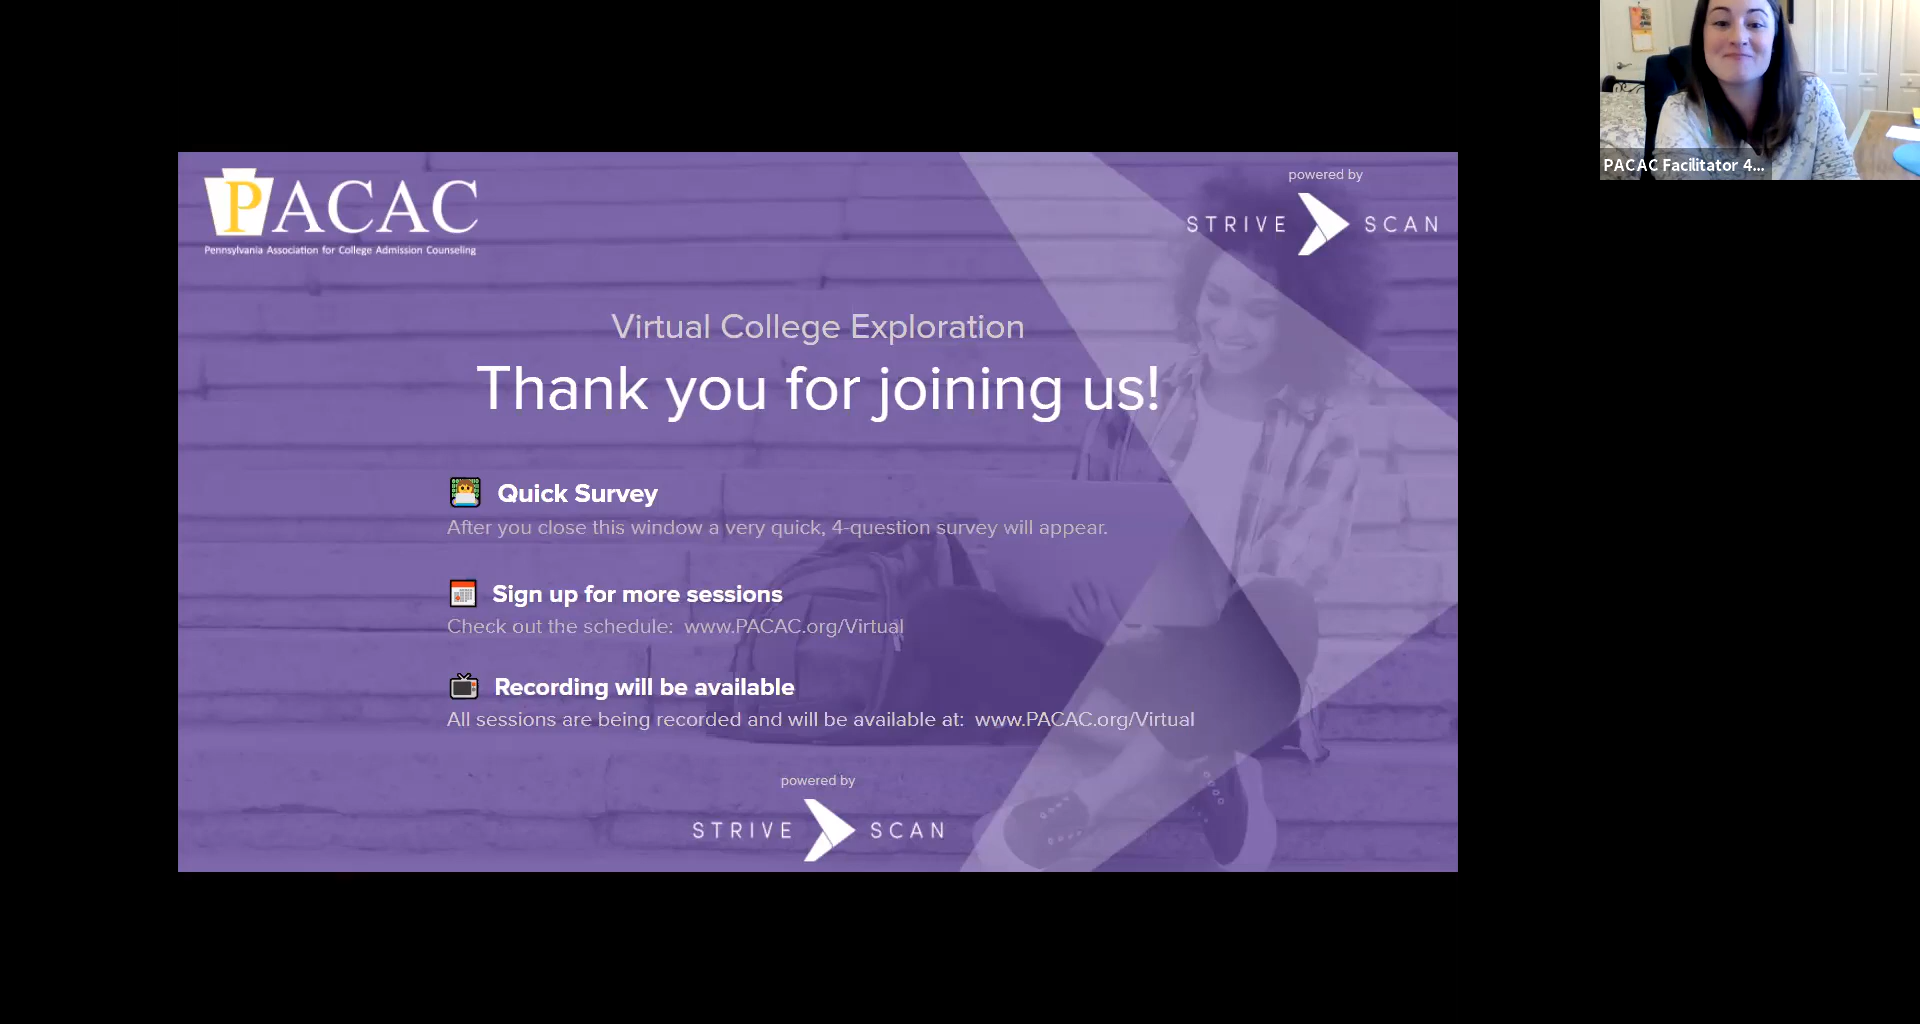 PACAC
Pennsylvania Association for College Admission Counseling
powered by
STRIVE SCAN
PACAC Facilitator 4...
Virtual College Exploration
Thank you for joining us!
Quick Survey
After you close this window a very quick, 4-question survey will appear.
Sign up for more sessions
Check out the schedule: www.PACAC.org/Virtual
Recording will be available
All sessions are being recorded and will be available at: www.PACAC.org/Virtual
powered by
STRIVE SCAN